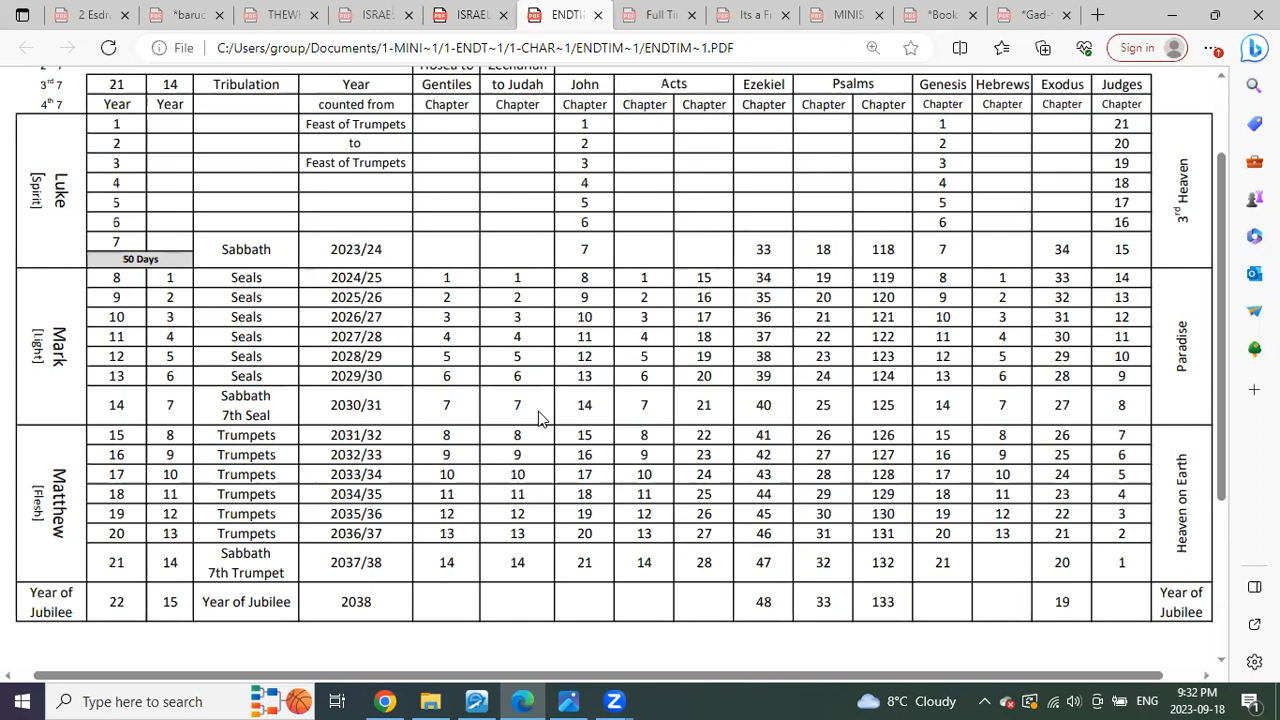 2 Esdra
*baruc
THEWI
ISRAEL
ISRAEL
ENDTI
Full Tin
Its a Fr
MINIS
*Book
*Gad-t
File C:/Users/group/Documents/1-MINI~1/1-ENDT~1/1-CHAR~1/ENDTIM~1/ENDTIM~1.PDF Sign in
3rd 7 21 14 Tribulation Year Gentiles to Judah John Acts Ezekiel Psalms Genesis Hebrews Exodus Judges
4th 7 Year Year counted from Chapter Chapter Chapter Chapter Chapter Chapter Chapter Chapter Chapter Chapter Chapter Chapter
Luke
[Spirit]
3rd Heaven
1 Feast of Trumpets 1 1 21
2 to 2 2 20
3 Feast of Trumpets 3 3 19
4 4 4 18
5 5 5 17
6 6 6 16
7 Sabbath 2023/24 7 33 18 118 7 34 15
50 Days
Mark
[Light]
Paradise
8 1 Seals 2024/25 1 1 8 1 15 34 19 119 8 1 33 14
9 2 Seals 2025/26 2 2 9 2 16 35 20 120 9 2 32 13
10 3 Seals 2026/27 3 3 10 3 17 36 21 121 10 3 31 12
11 4 Seals 2027/28 4 4 11 4 18 37 22 122 11 4 30 11
12 5 Seals 2028/29 5 5 12 5 19 38 23 123 12 5 29 10
13 6 Seals 2029/30 6 6 13 6 20 39 24 124 13 6 28 9
Sabbath
14 7 7th Seal 2030/31 7 7 14 7 21 40 25 125 14 7 27 8
Matthew
[Flesh]
Heaven on Earth
15 8 Trumpets 2031/32 8 8 15 8 22 41 26 126 15 8 26 7
16 9 Trumpets 2032/33 9 9 16 9 23 42 27 127 16 9 25 6
17 10 Trumpets 2033/34 10 10 17 10 24 43 28 128 17 10 24 5
18 11 Trumpets 2034/35 11 11 18 11 25 44 29 129 18 11 23 4
19 12 Trumpets 2035/36 12 12 19 12 26 45 30 130 19 12 22 3
20 13 Trumpets 2036/37 13 13 20 13 27 46 31 131 20 13 21 2
Sabbath
21 14 7th Trumpet 2037/38 14 14 21 14 28 47 32 132 21 20 1
Year of
Jubilee
22 15 Year of Jubilee 2038 48 33 133 19
Year of
Jubilee
Type here to search
8°C Cloudy
ENG
9:32 PM
2023-09-18